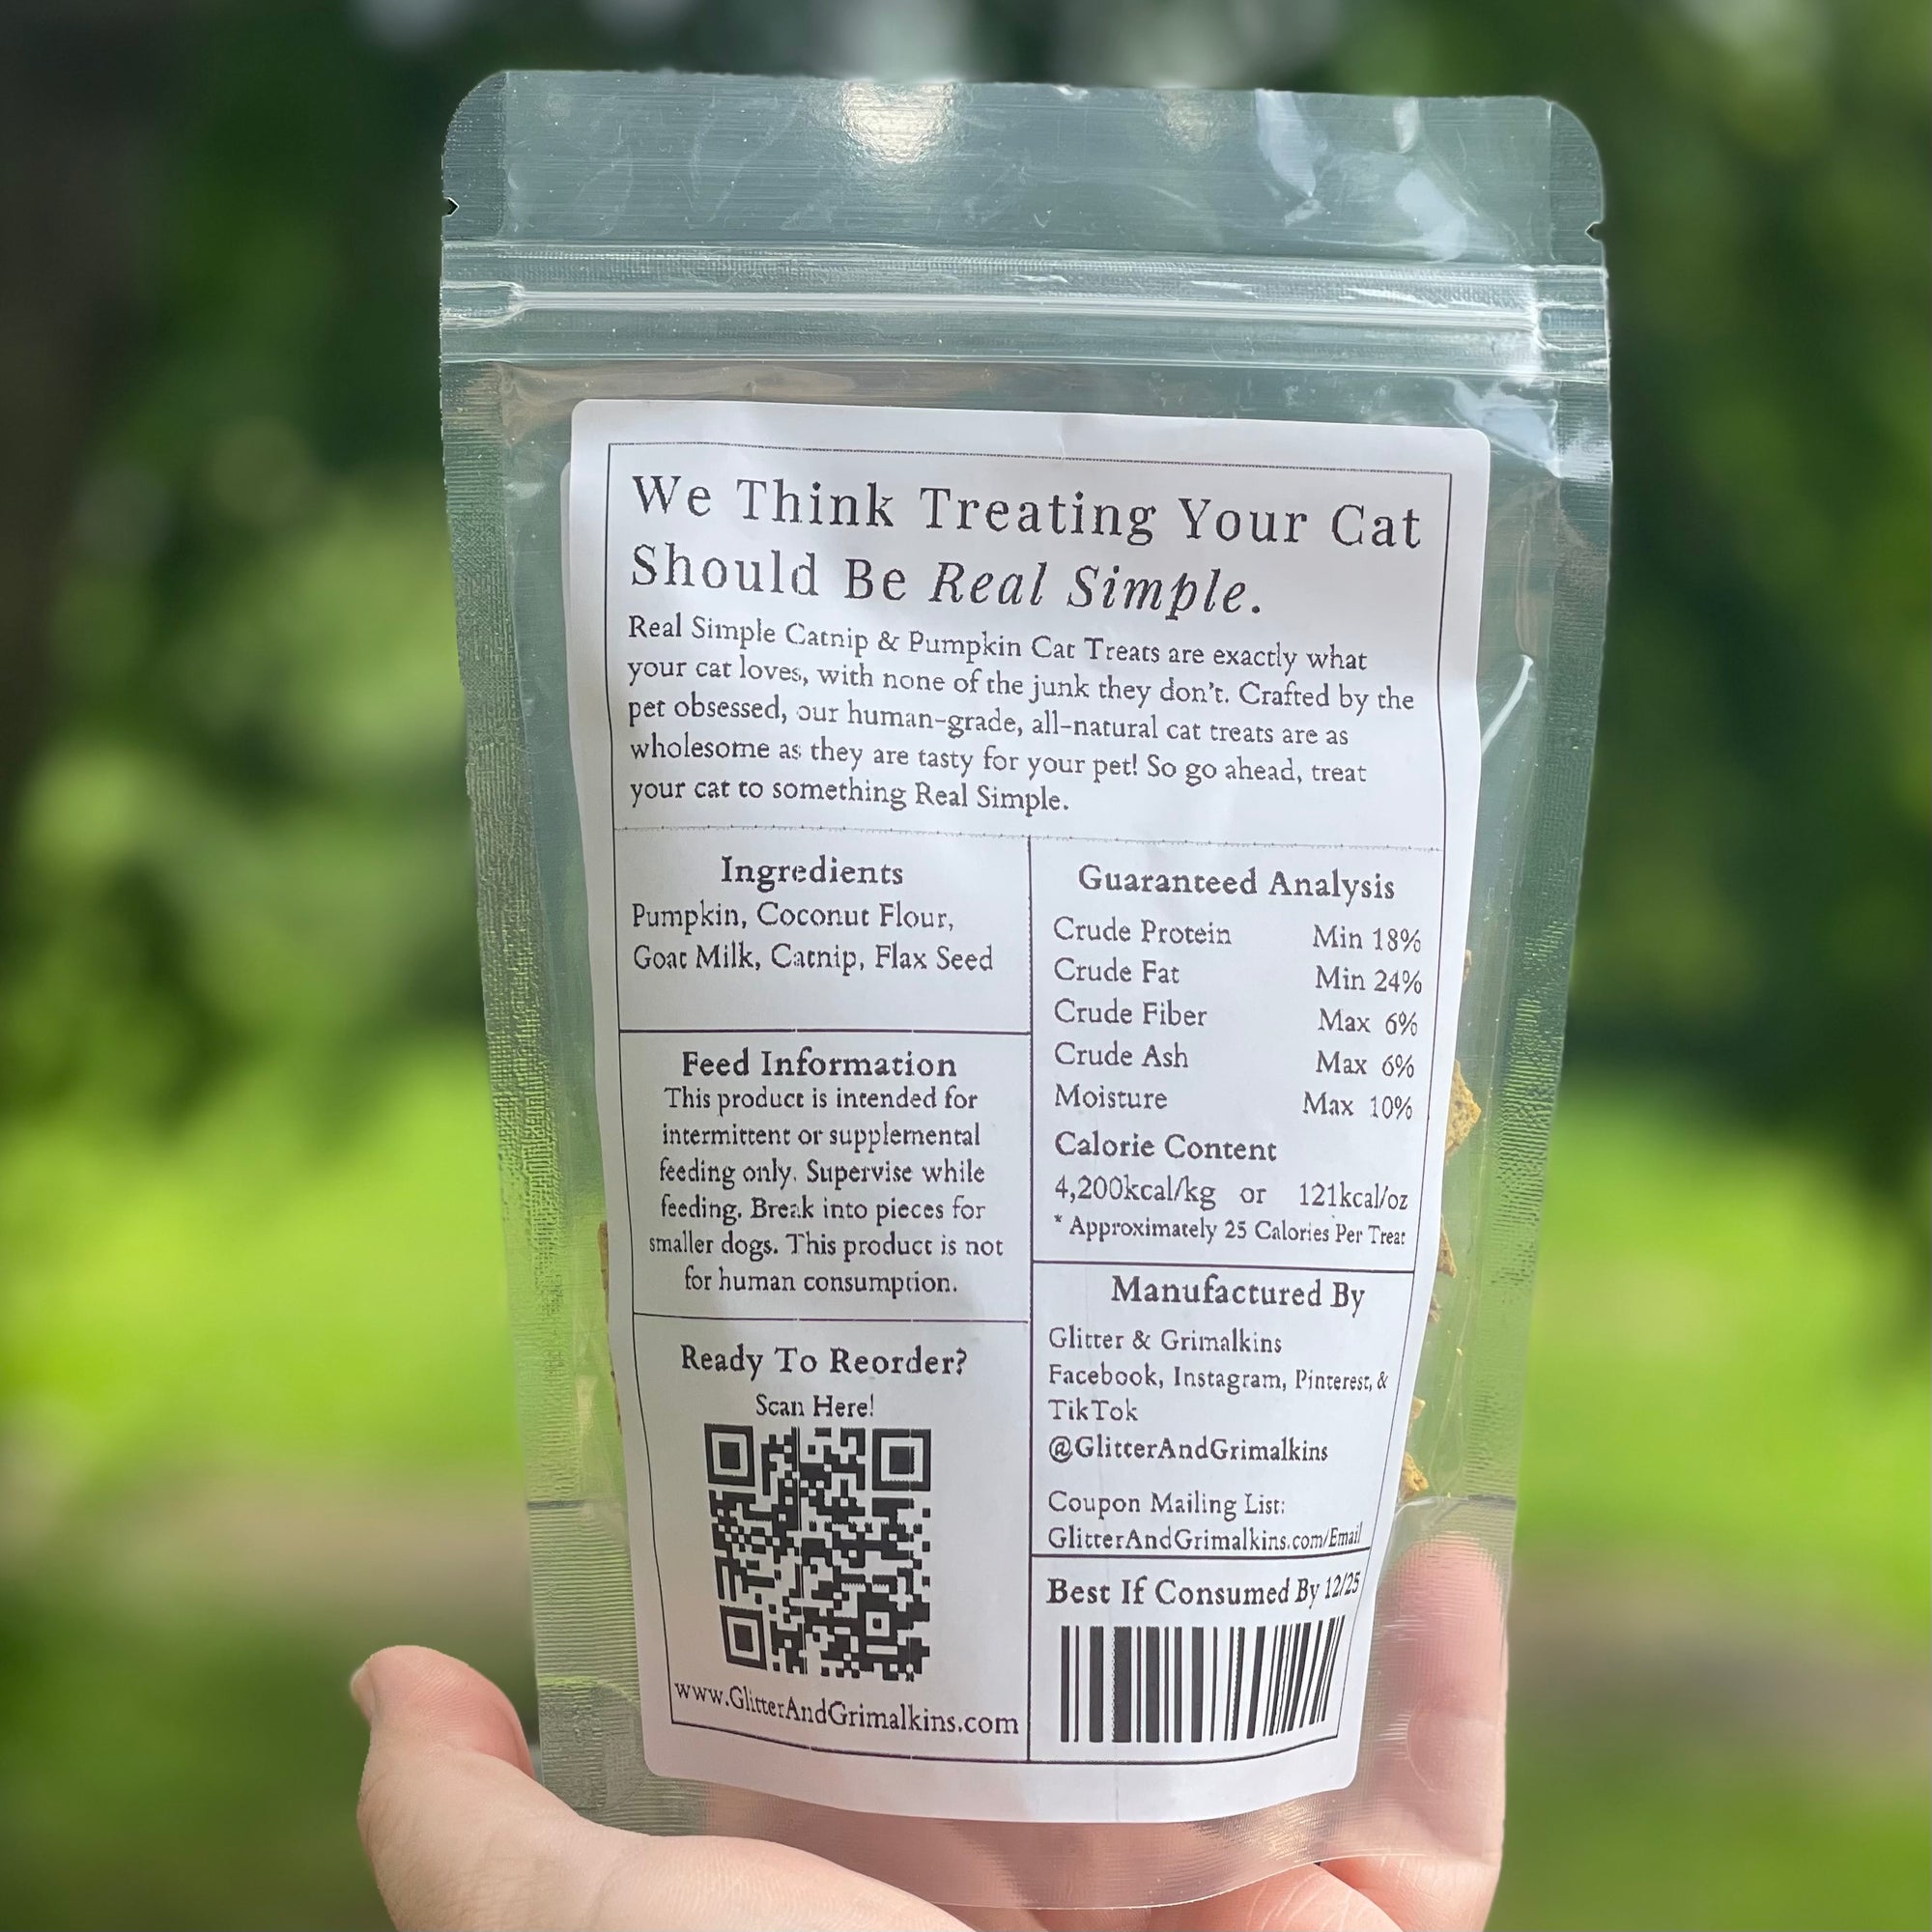 We Think Treating Your Cat
Should Be Real Simple.
Real Simple Catnip & Pumpkin Cat Treats are exactly what
your cat loves, with none of the junk they don't. Crafted by the
pet obsessed, our human-grade, all-natural cat treats are as
wholesome as they are tasty for your pet! So go ahead, treat
your cat to something Real Simple.
Ingredients
Pumpkin, Coconut Flour,
Goat Milk, Catnip, Flax Seed
Feed Information
This product is intended for
intermittent or supplemental
feeding only. Supervise while
feeding. Break into pieces for
smaller dogs. This product is not
for human consumption.
Ready To Reorder?
Scan Here!
www.GlitterAndGrimalkins.com
Guaranteed Analysis
Crude Protein Min 18%
Crude Fat Min 24%
Crude Fiber Max 6%
Crude Ash Max 6%
Moisture Max 10%
Calorie Content
4,200kcal/kg or 121kcal/oz
* Approximately 25 Calories Per Treat
Manufactured By
Glitter & Grimalkins
Facebook, Instagram, Pinterest, &
TikTok
@GlitterAndGrimalkins
Coupon Mailing List:
GlitterAndGrimalkins.com/Email
Best If Consumed By 12/25